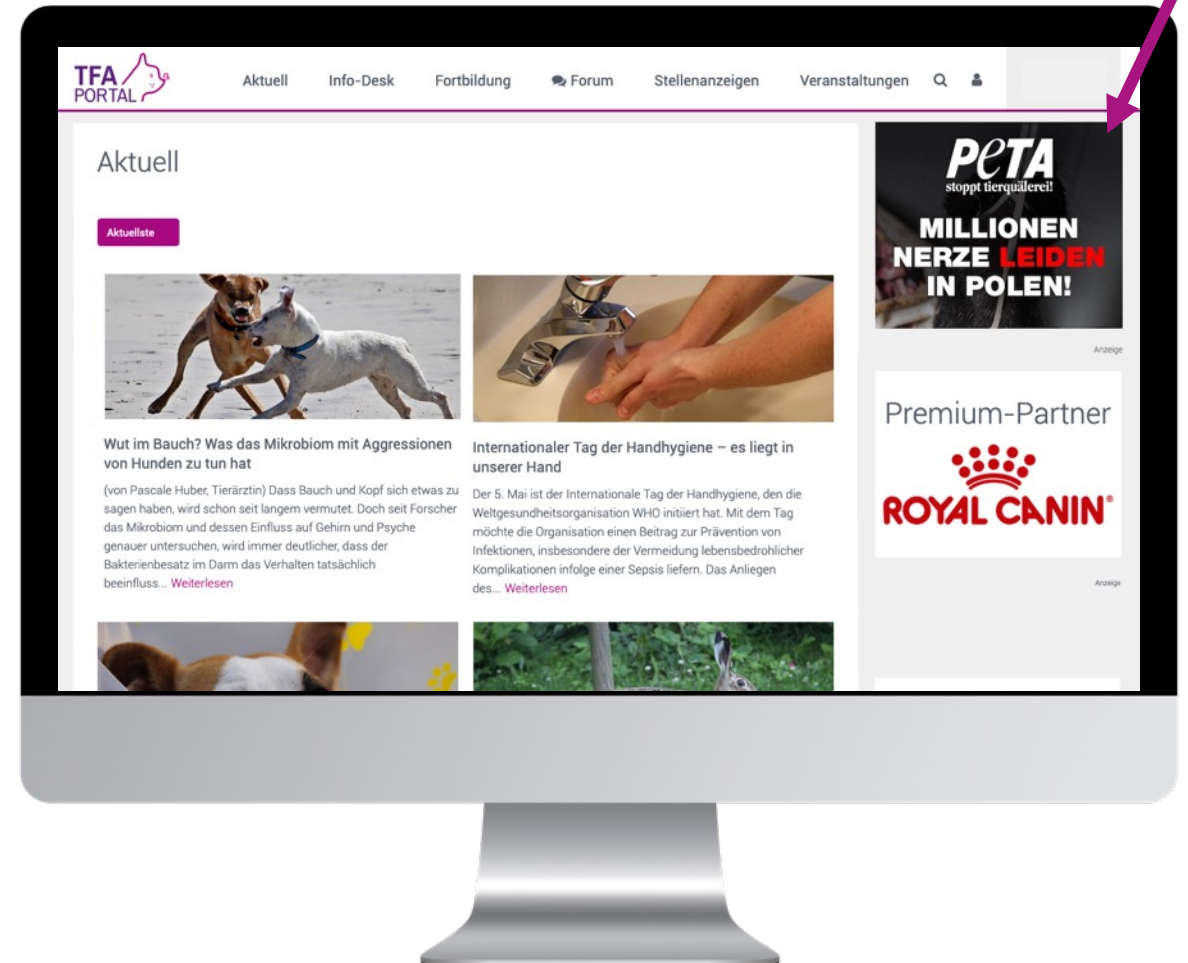 TFA
PORTAL
Aktuell
Info-Desk
Fortbildung
Forum
Stellenanzeigen
Veranstaltungen
Aktuell
Aktuellste
Wut im Bauch? Was das Mikrobiom mit Aggressionen
von Hunden zu tun hat
(von Pascale Huber, Tierärztin) Dass Bauch und Kopf sich etwas zu
sagen haben, wird schon seit langem vermutet. Doch seit Forscher
das Mikrobiom und dessen Einfluss auf Gehirn und Psyche
genauer untersuchen, wird immer deutlicher, dass der
Bakterienbesatz im Darm das Verhalten tatsächlich
beeinfluss... Weiterlesen
Internationaler Tag der Handhygiene – es liegt in
unserer Hand
Der 5. Mai ist der Internationale Tag der Handhygiene, den die
Weltgesundheitsorganisation WHO initiiert hat. Mit dem Tag
möchte die Organisation einen Beitrag zur Prävention von
Infektionen, insbesondere der Vermeidung lebensbedrohlicher
Komplikationen infolge einer Sepsis liefern. Das Anliegen
des... Weiterlesen
PeTA
stoppt tierquälerei!
MILLIONEN
NERZE LEIDEN
IN POLEN!
Anzeige
Premium-Partner
ROYAL CANIN®
Anzeige